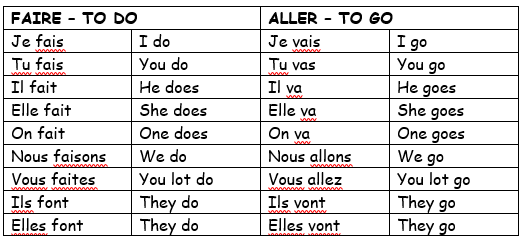 FAIRE – TO DO ALLER – TO GO
Je fais I do Je vais I go
Tu fais You do Tu vas You go
Il fait He does Il va He goes
Elle fait She does Elle va She goes
On fait One does On va One goes
Nous faisons We do Nous allons We go
Vous faites You lot do Vous allez You lot go
Ils font They do Ils vont They go
Elles font They do Elles vont They go